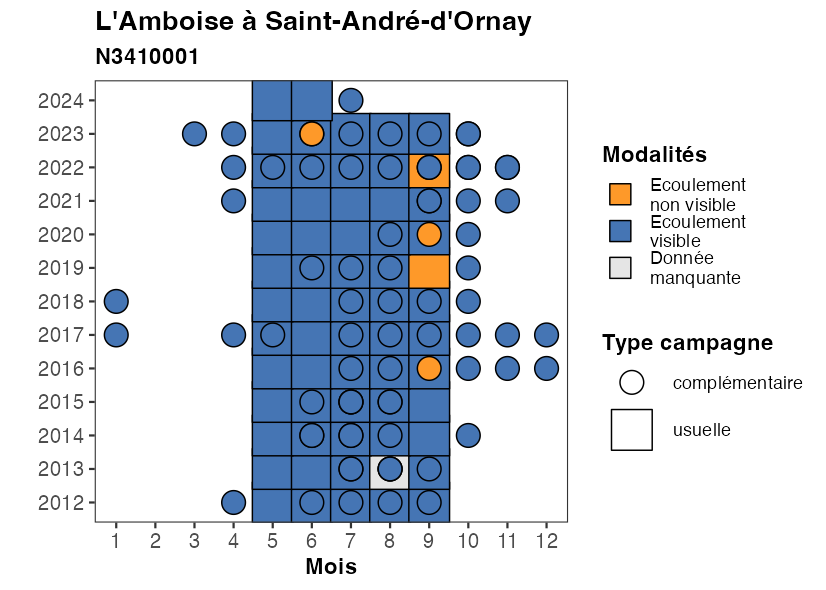 L'Amboise à Saint-André-d'Ornay
N3410001
2024
2023
2022
2021
2020
2019
2018
2017
2016
2015
2014
2013
2012
1 2 3 4 5 6 7 8 9 10 11 12
Mois
Modalités
Ecoulement
non visible
Ecoulement
visible
Donnée
manquante
Type campagne
complémentaire
usuelle